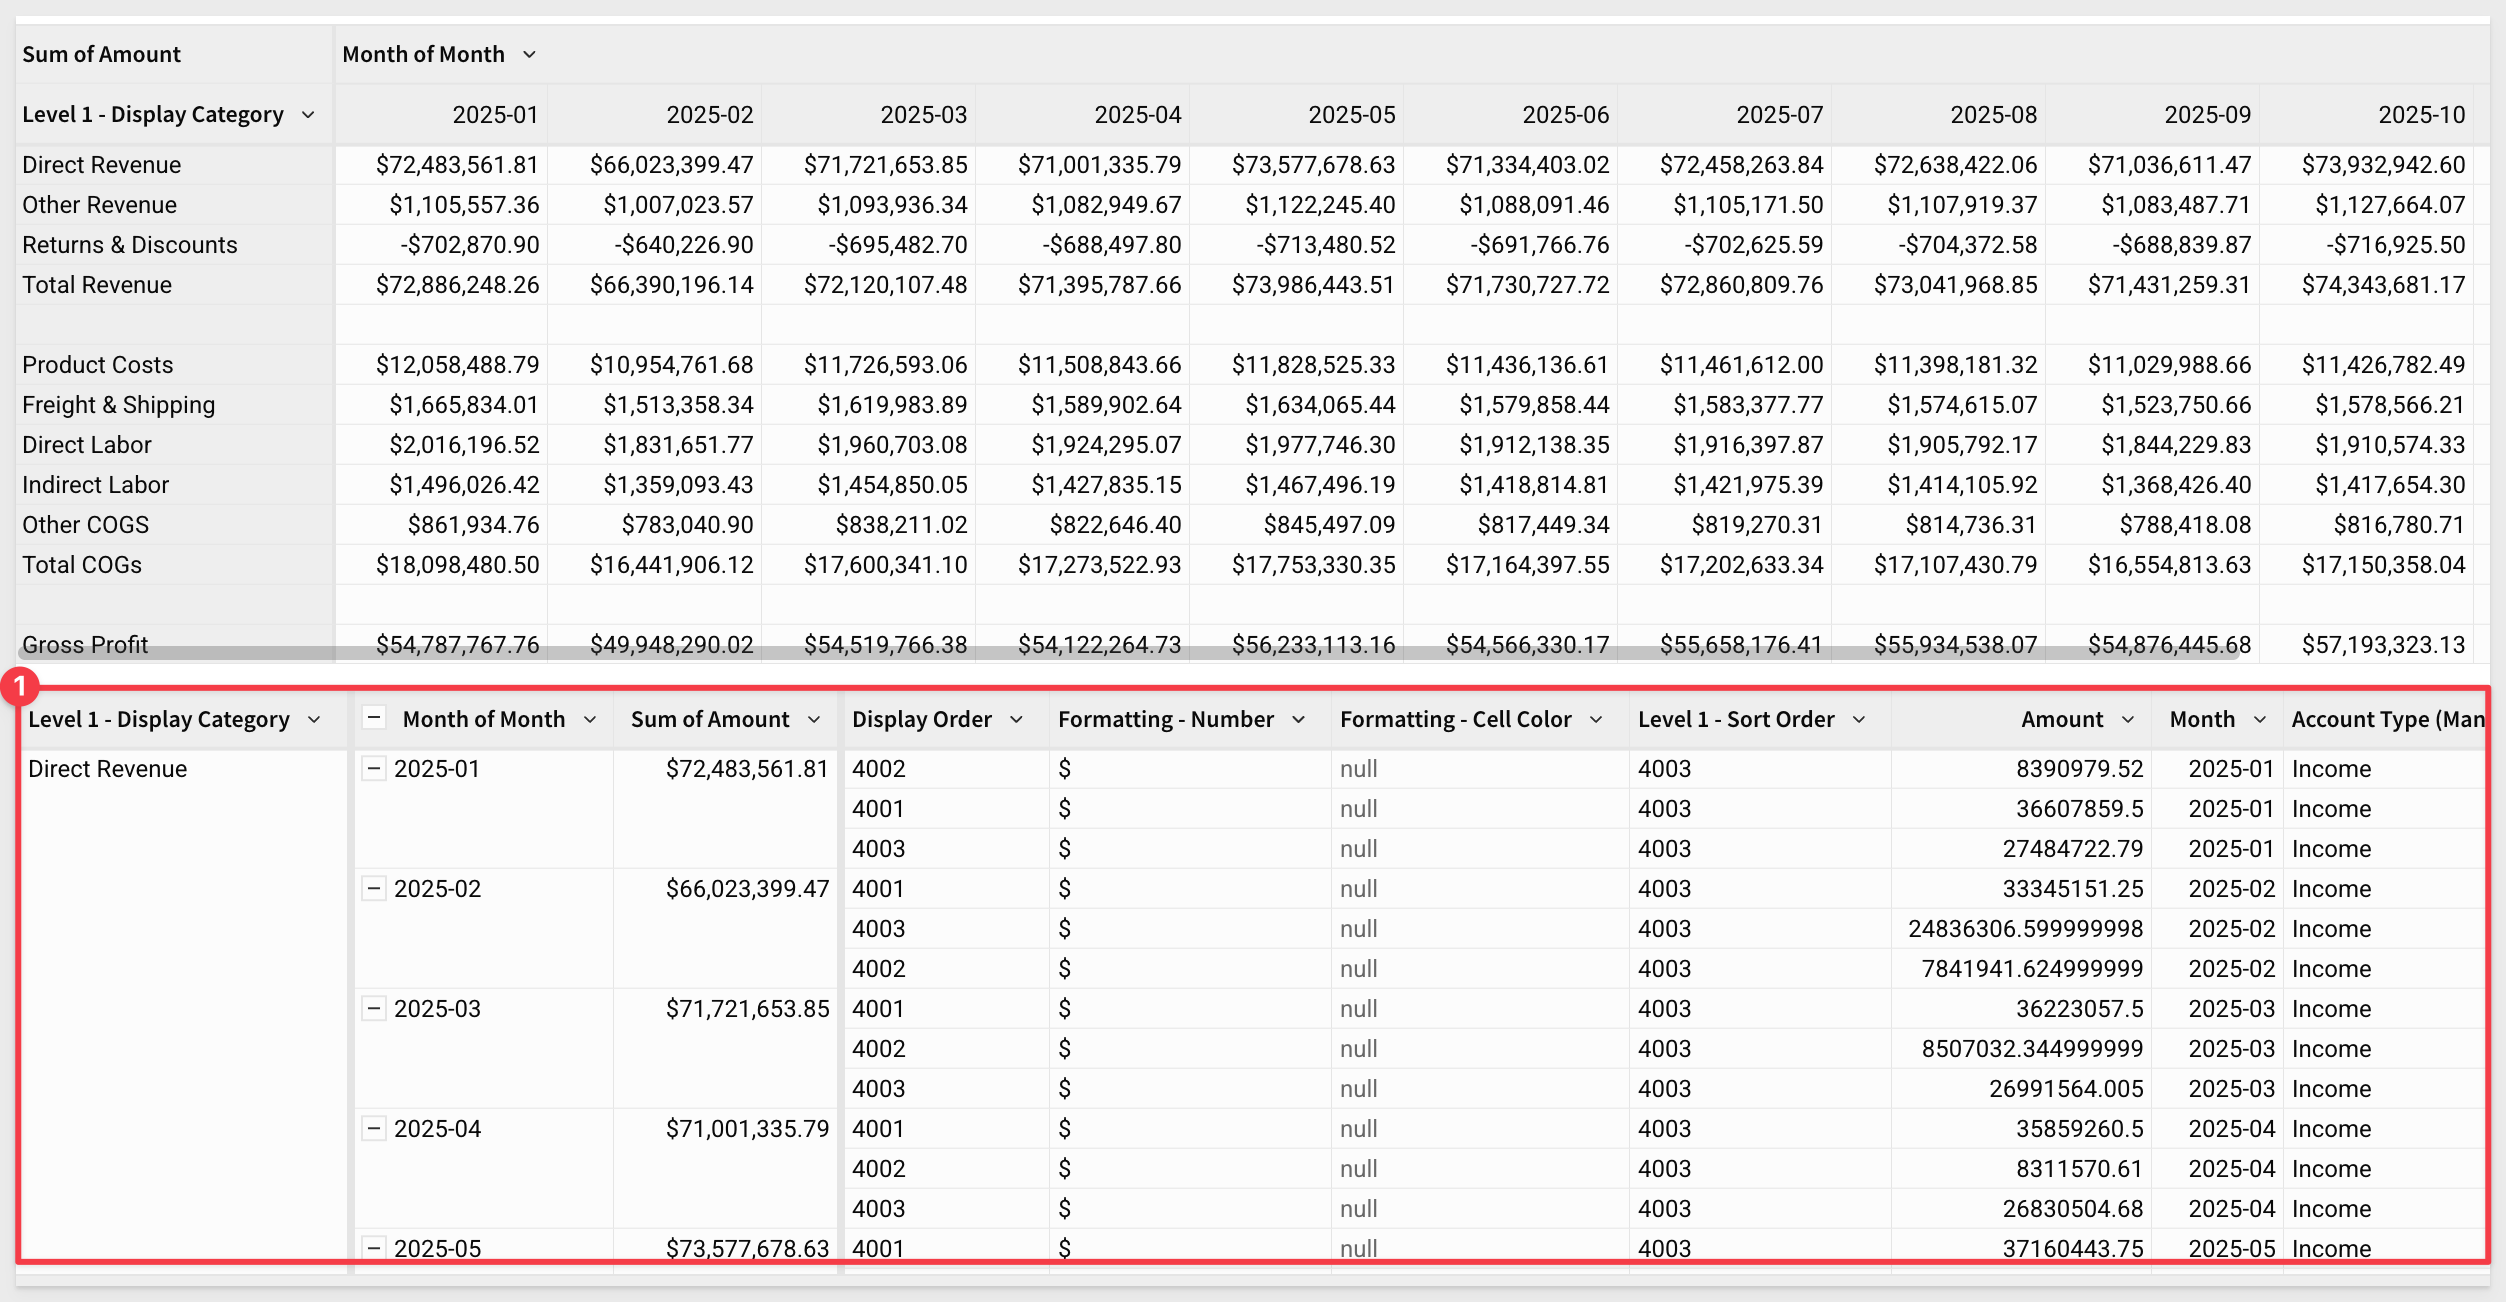 Sum of Amount Month of Month
Level 1 - Display Category 2025-01 2025-02 2025-03 2025-04 2025-05 2025-06 2025-07 2025-08 2025-09 2025-10
Direct Revenue $72,483,561.81 $66,023,399.47 $71,721,653.85 $71,001,335.79 $73,577,678.63 $71,334,403.02 $72,458,263.84 $72,638,422.06 $71,036,611.47 $73,932,942.60
Other Revenue $1,105,557.36 $1,007,023.57 $1,093,936.34 $1,082,949.67 $1,122,245.40 $1,088,091.46 $1,105,171.50 $1,107,919.37 $1,083,487.71 $1,127,664.07
Returns & Discounts -$702,870.90 -$640,226.90 -$695,482.70 -$688,497.80 -$713,480.52 -$691,766.76 -$702,625.59 -$704,372.58 -$688,839.87 -$716,925.50
Total Revenue $72,886,248.26 $66,390,196.14 $72,120,107.48 $71,395,787.66 $73,986,443.51 $71,730,727.72 $72,860,809.76 $73,041,968.85 $71,431,259.31 $74,343,681.17
Product Costs $12,058,488.79 $10,954,761.68 $11,726,593.06 $11,508,843.66 $11,828,525.33 $11,436,136.61 $11,461,612.00 $11,398,181.32 $11,029,988.66 $11,426,782.49
Freight & Shipping $1,665,834.01 $1,513,358.34 $1,619,983.89 $1,589,902.64 $1,634,065.44 $1,579,858.44 $1,583,377.77 $1,574,615.07 $1,523,750.66 $1,578,566.21
Direct Labor $2,016,196.52 $1,831,651.77 $1,960,703.08 $1,924,295.07 $1,977,746.30 $1,912,138.35 $1,916,397.87 $1,905,792.17 $1,844,229.83 $1,910,574.33
Indirect Labor $1,496,026.42 $1,359,093.43 $1,454,850.05 $1,427,835.15 $1,467,496.19 $1,418,814.81 $1,421,975.39 $1,414,105.92 $1,368,426.40 $1,417,654.30
Other COGS $861,934.76 $783,040.90 $838,211.02 $822,646.40 $845,497.09 $817,449.34 $819,270.31 $814,736.31 $788,418.08 $816,780.71
Total COGs $18,098,480.50 $16,441,906.12 $17,600,341.10 $17,273,522.93 $17,753,330.35 $17,164,397.55 $17,202,633.34 $17,107,430.79 $16,554,813.63 $17,150,358.04
Gross Profit $54,787,767.76 $49,948,290.02 $54,519,766.38 $54,122,264.73 $56,233,113.16 $54,566,330.17 $55,658,176.41 $55,934,538.07 $54,876,445.68 $57,193,323.13
1
Level 1 - Display Category Month of Month Sum of Amount Display Order Formatting - Number Formatting - Cell Color Level 1 - Sort Order Amount Month Account Type (Man
Direct Revenue 2025-01 $72,483,561.81 4002 $ null 4003 8390979.52 2025-01 Income
4001 $ null 4003 36607859.5 2025-01 Income
4003 $ null 4003 27484722.79 2025-01 Income
2025-02 $66,023,399.47 4001 $ null 4003 33345151.25 2025-02 Income
4003 $ null 4003 24836306.599999998 2025-02 Income
4002 $ null 4003 7841941.624999999 2025-02 Income
2025-03 $71,721,653.85 4001 $ null 4003 36223057.5 2025-03 Income
4002 $ null 4003 8507032.344999999 2025-03 Income
4003 $ null 4003 26991564.005 2025-03 Income
2025-04 $71,001,335.79 4001 $ null 4003 35859260.5 2025-04 Income
4002 $ null 4003 8311570.61 2025-04 Income
4003 $ null 4003 26830504.68 2025-04 Income
2025-05 $73,577,678.63 4001 $ null 4003 37160443.75 2025-05 Income